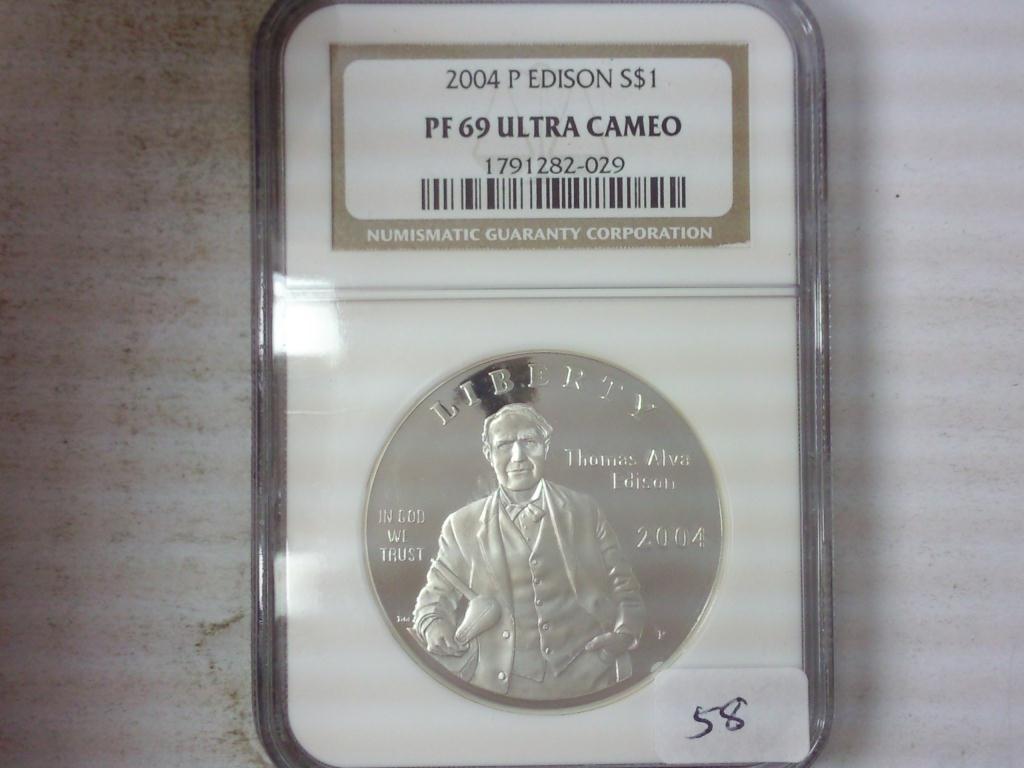 2004 P EDISON S$1
PF 69 ULTRA CAMEO
1791282-029
NUMISMATIC GUARANTY CORPORATION
LIBERTY
Thomas Alva
Edison
IN GOD
WE
TRUST
2004
P
58